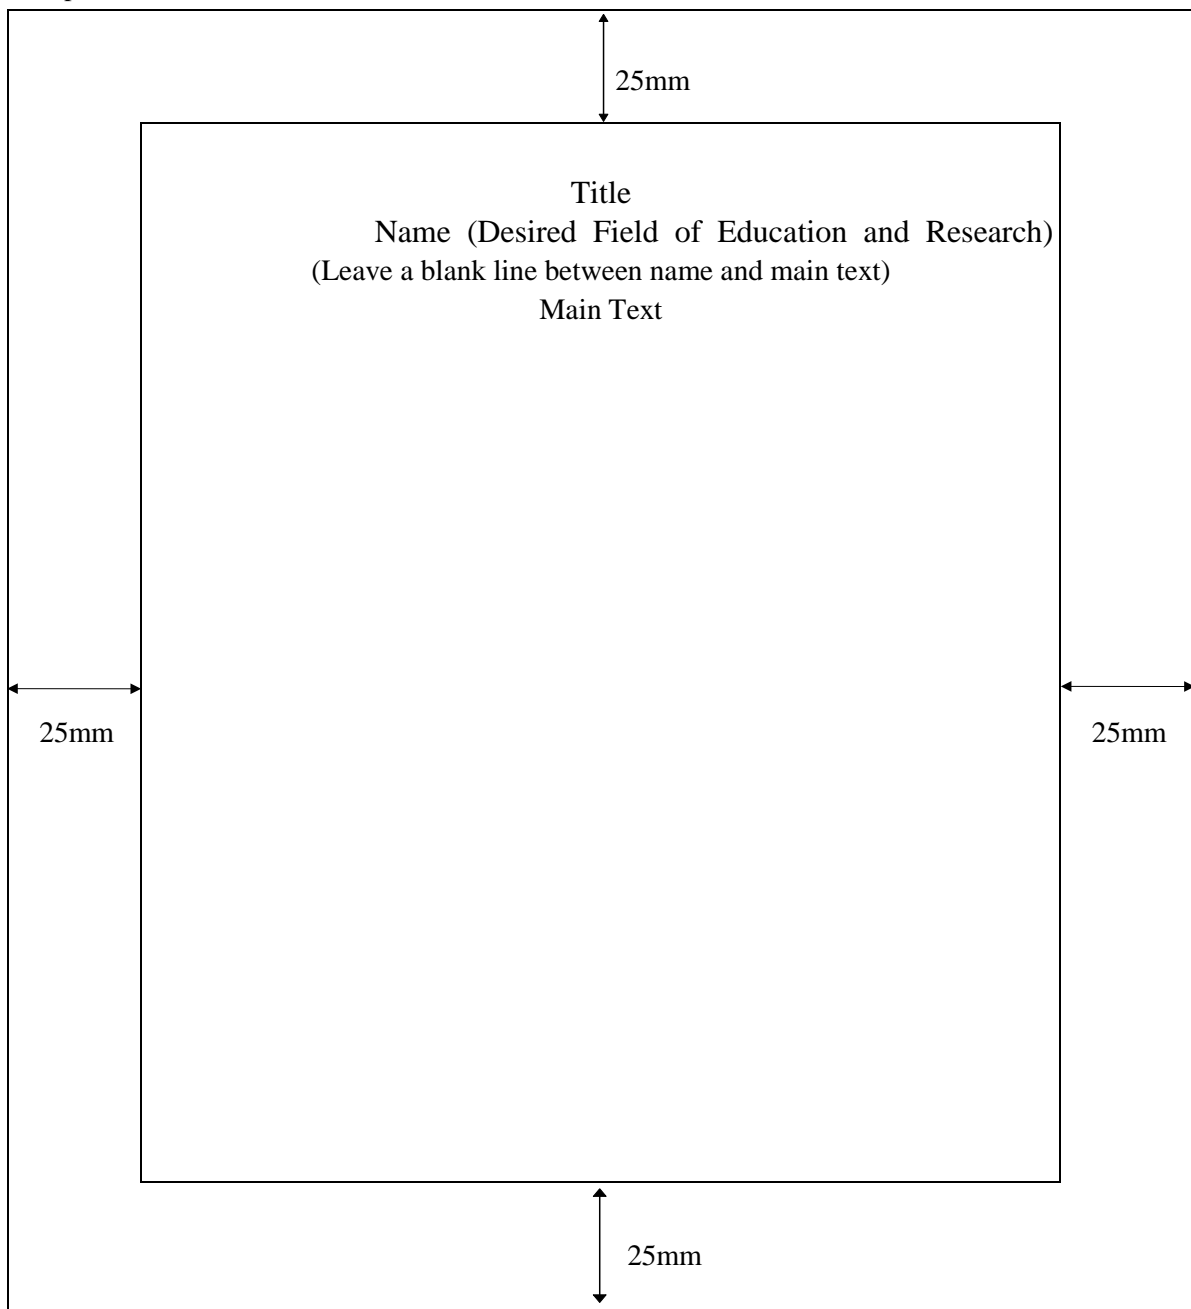 25mm
Title
Name (Desired Field of Education and Research)
(Leave a blank line between name and main text)
Main Text
25mm
25mm
25mm